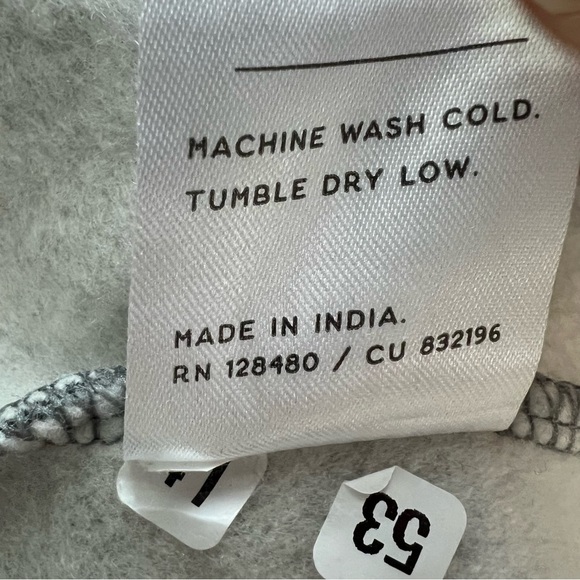 MACHINE WASH COLD.
TUMBLE DRY LOW.
MADE IN INDIA.
RN 128480 / CU 832196
53